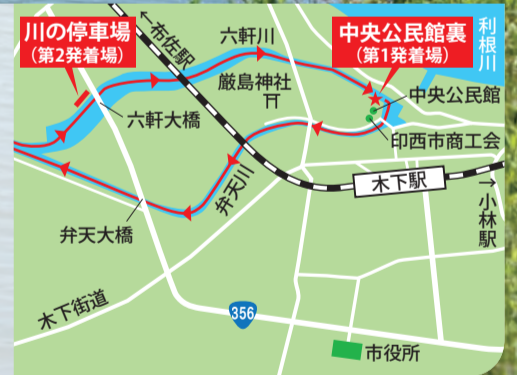 川の停車場
（第2発着場）
←布佐駅
六軒川
中央公民館裏
（第1発着場）
利根川
厳島神社
中央公民館
六軒大橋
印西市商工会
弁天川
木下駅
→小林駅
弁天大橋
木下街道
356
市役所